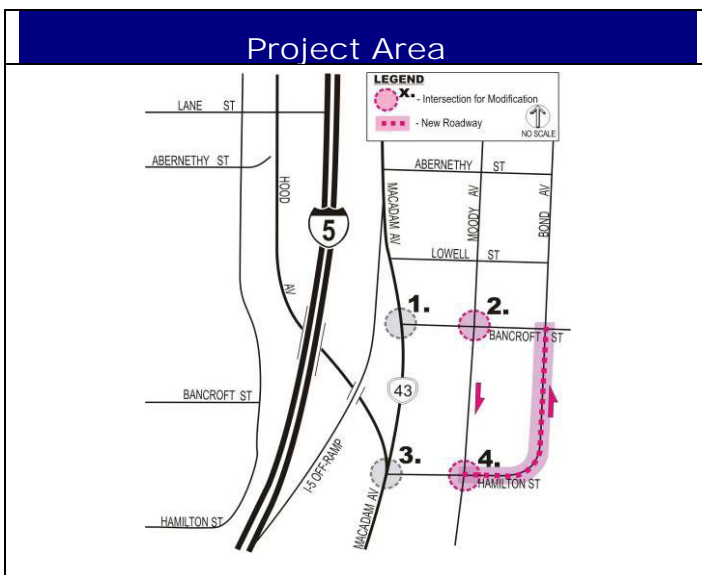 Project Area
LEGEND
X. - Intersection for Modification
- New Roadway
NO SCALE
LANE ST
ABERNETHY ST
ABERNETHY ST
HOOD AV
MACADAM AV
MOODY AV
BOND AV
5
LOWELL ST
1.
2.
BANCROFT ST
BANCROFT ST
43
I-5 OFF-RAMP
3.
4.
HAMILTON ST
HAMILTON ST
MACADAM AV